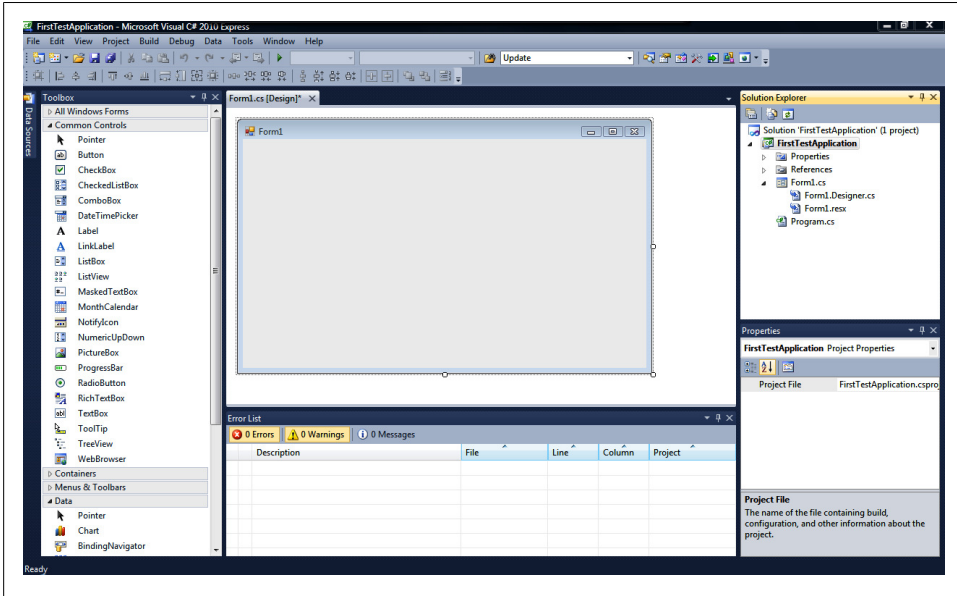 FirstTestApplication - Microsoft Visual C# 2010 Express
File Edit View Project Build Debug Data Tools Window Help
Update
Data Sources
Toolbox
All Windows Forms
Common Controls
Pointer
Button
CheckBox
CheckedListBox
ComboBox
DateTimePicker
Label
LinkLabel
ListBox
ListView
MaskedTextBox
MonthCalendar
NotifyIcon
NumericUpDown
PictureBox
ProgressBar
RadioButton
RichTextBox
TextBox
ToolTip
TreeView
WebBrowser
Containers
Menus & Toolbars
Data
Pointer
Chart
BindingNavigator
Form1.cs [Design]*
Form1
Error List
0 Errors 0 Warnings 0 Messages
Description File Line Column Project
Solution Explorer
Solution 'FirstTestApplication' (1 project)
FirstTestApplication
Properties
References
Form1.cs
Form1.Designer.cs
Form1.resx
Program.cs
Properties
FirstTestApplication Project Properties
Project File FirstTestApplication.csproj
Project File
The name of the file containing build,
configuration, and other information about the
project.
Ready